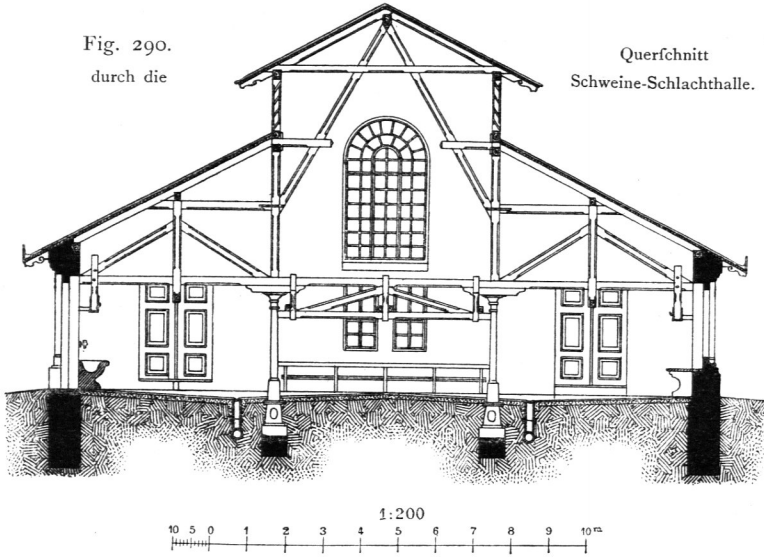 Fig. 290.
durch die
Querſchnitt
Schweine-Schlachthalle.
1:200
10 5 0 1 2 3 4 5 6 7 8 9 10 m